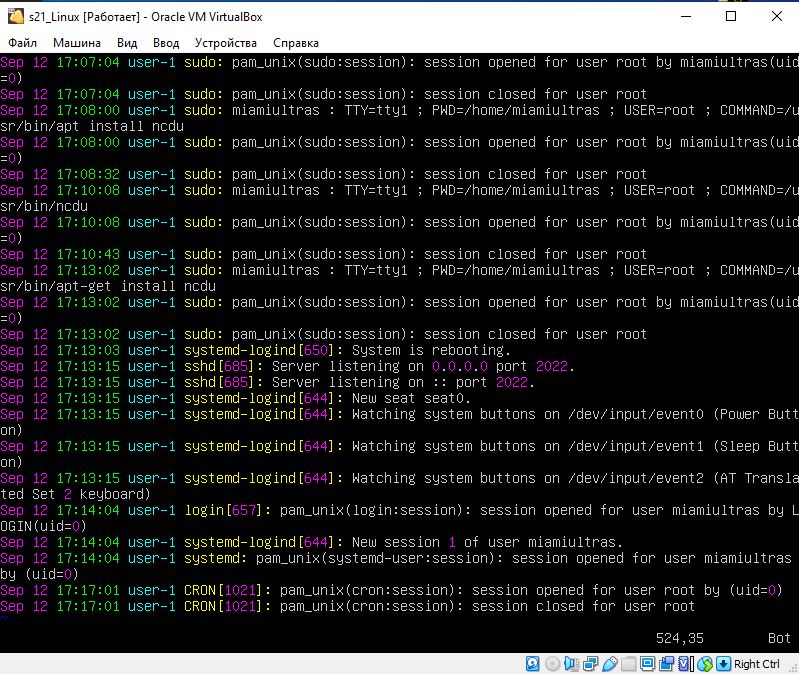 s21_Linux [Работает] - Oracle VM VirtualBox
Файл Машина Вид Ввод Устройства Справка
Sep 12 17:07:04 user-1 sudo: pam_unix(sudo:session): session opened for user root by miamiultras(uid
=0)
Sep 12 17:07:04 user-1 sudo: pam_unix(sudo:session): session closed for user root
Sep 12 17:08:00 user-1 sudo: miamiultras : TTY=tty1 ; PWD=/home/miamiultras ; USER=root ; COMMAND=/u
sr/bin/apt install ncdu
Sep 12 17:08:00 user-1 sudo: pam_unix(sudo:session): session opened for user root by miamiultras(uid
=0)
Sep 12 17:08:32 user-1 sudo: pam_unix(sudo:session): session closed for user root
Sep 12 17:10:08 user-1 sudo: miamiultras : TTY=tty1 ; PWD=/home/miamiultras ; USER=root ; COMMAND=/u
sr/bin/ncdu
Sep 12 17:10:08 user-1 sudo: pam_unix(sudo:session): session opened for user root by miamiultras(uid
=0)
Sep 12 17:10:43 user-1 sudo: pam_unix(sudo:session): session closed for user root
Sep 12 17:13:02 user-1 sudo: miamiultras : TTY=tty1 ; PWD=/home/miamiultras ; USER=root ; COMMAND=/u
sr/bin/apt-get install ncdu
Sep 12 17:13:02 user-1 sudo: pam_unix(sudo:session): session opened for user root by miamiultras(uid
=0)
Sep 12 17:13:02 user-1 sudo: pam_unix(sudo:session): session closed for user root
Sep 12 17:13:03 user-1 systemd-logind[650]: System is rebooting.
Sep 12 17:13:15 user-1 sshd[685]: Server listening on 0.0.0.0 port 2022.
Sep 12 17:13:15 user-1 sshd[685]: Server listening on :: port 2022.
Sep 12 17:13:15 user-1 systemd-logind[644]: New seat seat0.
Sep 12 17:13:15 user-1 systemd-logind[644]: Watching system buttons on /dev/input/event0 (Power Butt
on)
Sep 12 17:13:15 user-1 systemd-logind[644]: Watching system buttons on /dev/input/event1 (Sleep Butt
on)
Sep 12 17:13:15 user-1 systemd-logind[644]: Watching system buttons on /dev/input/event2 (AT Transla
ted Set 2 keyboard)
Sep 12 17:14:04 user-1 login[657]: pam_unix(login:session): session opened for user miamiultras by L
OGIN(uid=0)
Sep 12 17:14:04 user-1 systemd-logind[644]: New session 1 of user miamiultras.
Sep 12 17:14:04 user-1 systemd: pam_unix(systemd-user:session): session opened for user miamiultras
by (uid=0)
Sep 12 17:17:01 user-1 CRON[1021]: pam_unix(cron:session): session opened for user root by (uid=0)
Sep 12 17:17:01 user-1 CRON[1021]: pam_unix(cron:session): session closed for user root
~
524,35 Bot
Right Ctrl